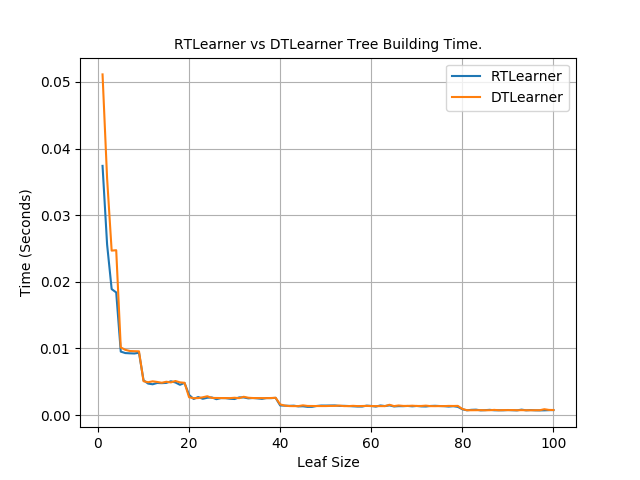 RTLearner vs DTLearner Tree Building Time.
RTLearner
DTLearner
0.05
0.04
0.03
0.02
0.01
0.00
Time (Seconds)
0 20 40 60 80 100
Leaf Size